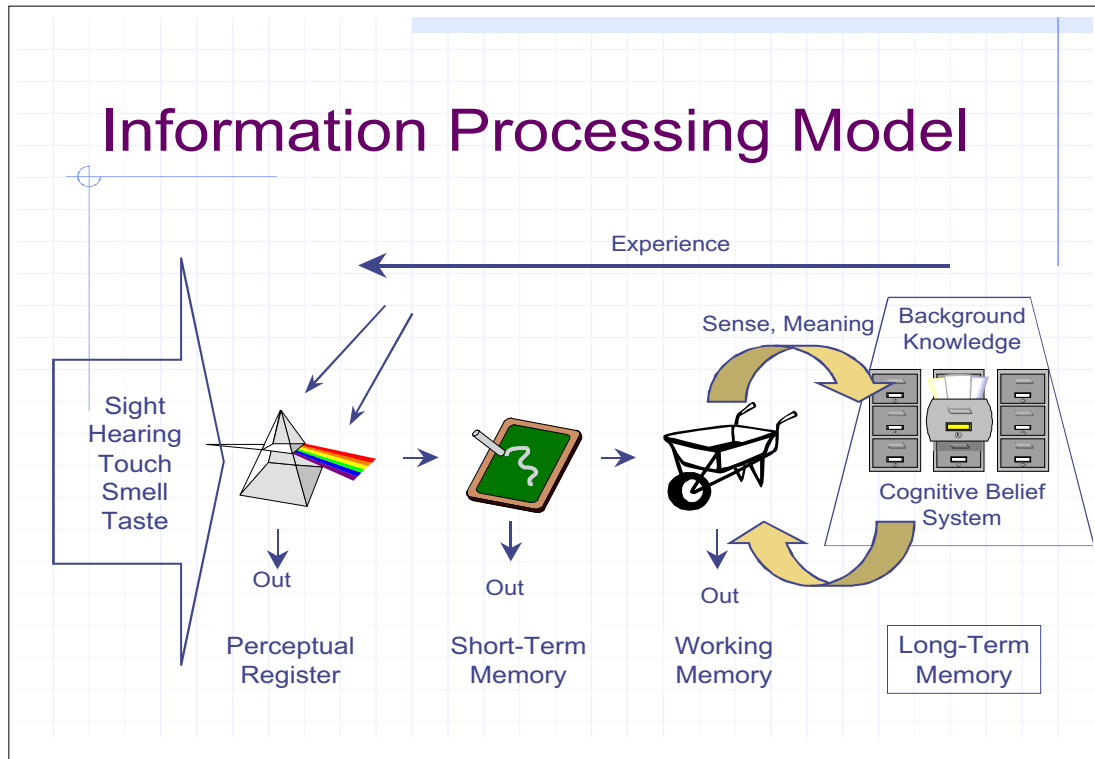 Information Processing Model
Experience
Sense, Meaning
Background
Knowledge
Sight
Hearing
Touch
Smell
Taste
Cognitive Belief
System
Out
Out
Out
Perceptual
Register
Short-Term
Memory
Working
Memory
Long-Term
Memory